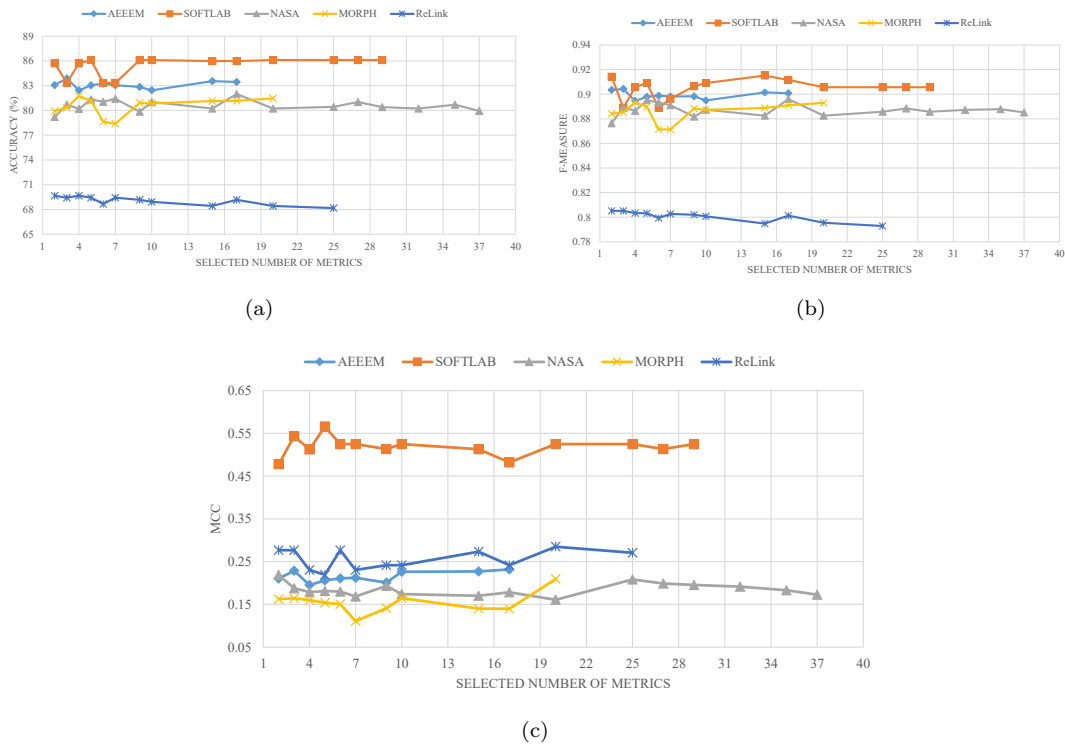 AEEEM SOFTLAB NASA MORPH ReLink
89
86
83
80
77
74
71
68
65
ACCURACY (%)
1 4 7 10 13 16 19 22 25 28 31 34 37 40
SELECTED NUMBER OF METRICS
(a)
AEEEM SOFTLAB NASA MORPH ReLink
0.94
0.92
0.9
0.88
0.86
0.84
0.82
0.8
0.78
F-MEASURE
1 4 7 10 13 16 19 22 25 28 31 34 37 40
SELECTED NUMBER OF METRICS
(b)
AEEEM SOFTLAB NASA MORPH ReLink
0.65
0.55
0.45
0.35
0.25
0.15
0.05
MCC
1 4 7 10 13 16 19 22 25 28 31 34 37 40
SELECTED NUMBER OF METRICS
(c)